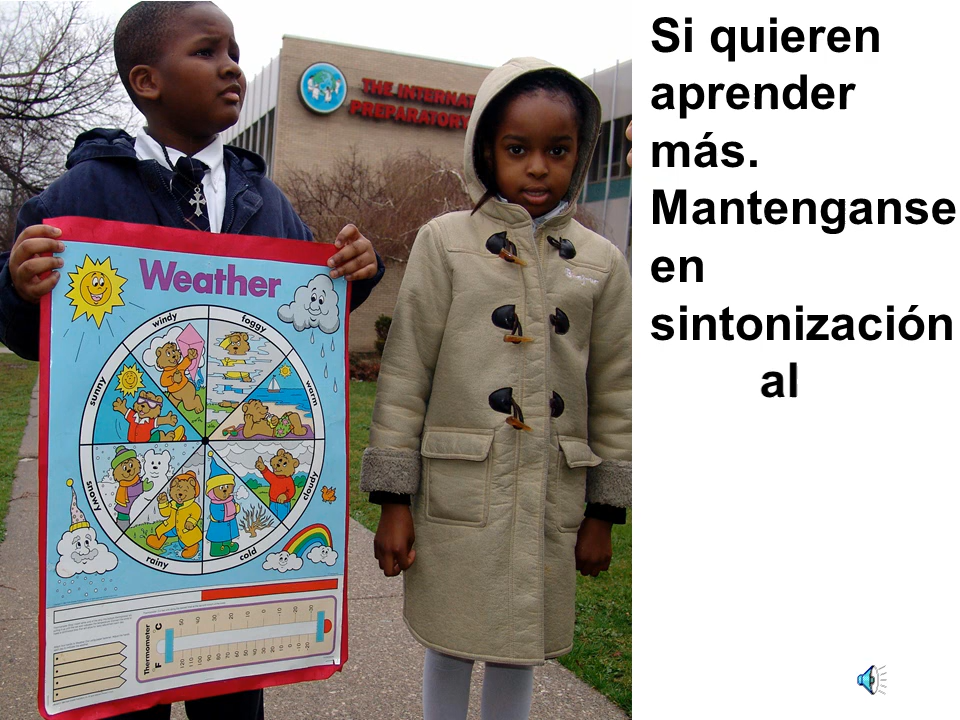 Si quieren
aprender
más.
Mantenganse
en
sintonización
al
THE INTERNAT
PREPARATORY
Weather
windy
foggy
sunny
warm
snowy
cloudy
rainy
cold
Thermometer
F C